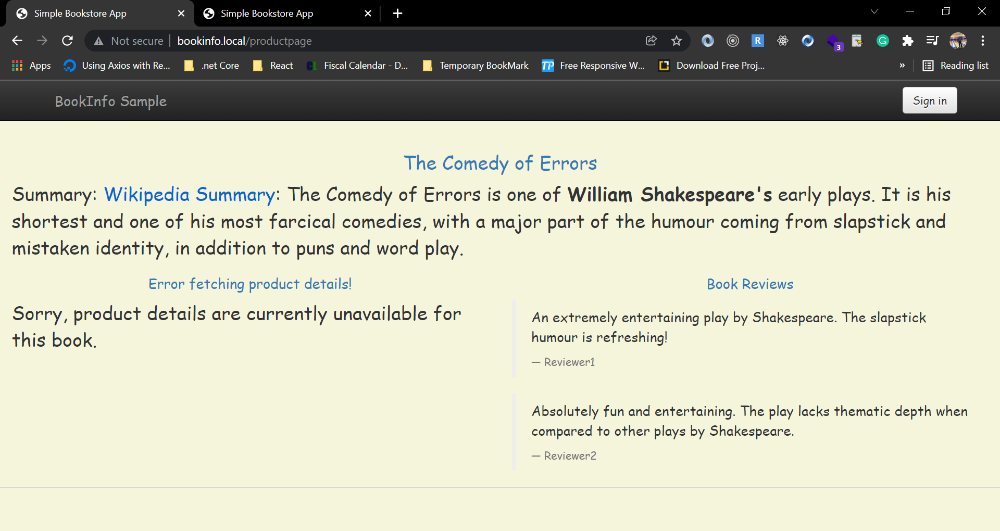 Simple Bookstore App
Simple Bookstore App
Not secure
bookinfo.local/productpage
R
3
G
Apps
Using Axios with Re...
.net Core
React
CL
Fiscal Calendar - D...
Temporary BookMark
TP
Free Responsive W...
Download Free Proj...
»
Reading list
BookInfo Sample
Sign in
The Comedy of Errors
Summary: Wikipedia Summary: The Comedy of Errors is one of William Shakespeare's early plays. It is his
shortest and one of his most farcical comedies, with a major part of the humour coming from slapstick and
mistaken identity, in addition to puns and word play.
Error fetching product details!
Sorry, product details are currently unavailable for
this book.
Book Reviews
An extremely entertaining play by Shakespeare. The slapstick
humour is refreshing!
— Reviewer1
Absolutely fun and entertaining. The play lacks thematic depth when
compared to other plays by Shakespeare.
— Reviewer2